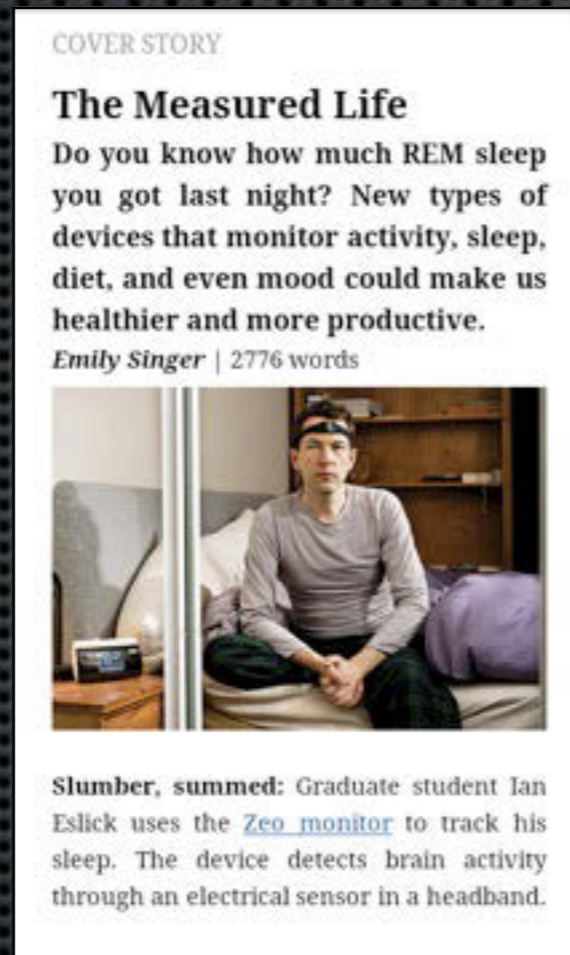 COVER STORY
The Measured Life
Do you know how much REM sleep
you got last night? New types of
devices that monitor activity, sleep,
diet, and even mood could make us
healthier and more productive.
Emily Singer | 2776 words
Slumber, summed: Graduate student Ian
Eslick uses the Zeo monitor to track his
sleep. The device detects brain activity
through an electrical sensor in a headband.